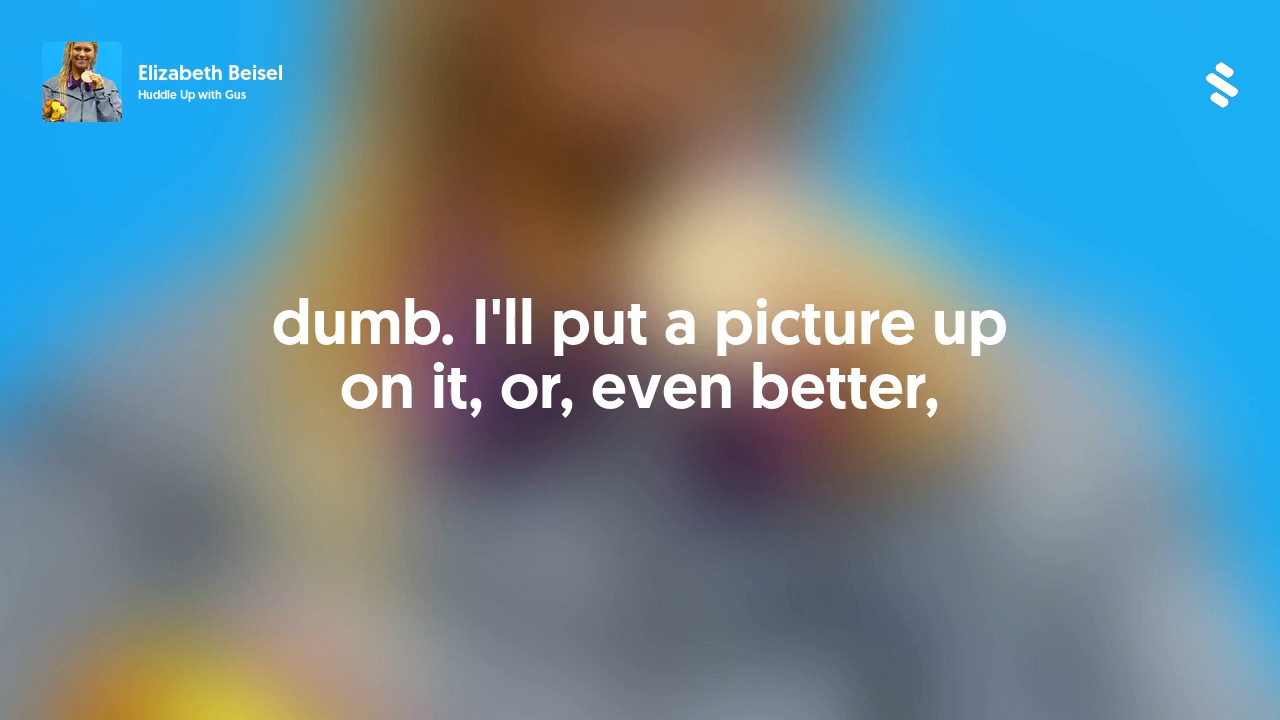 Elizabeth Beisel
Huddle Up with Gus
dumb. I'll put a picture up
on it, or, even better,